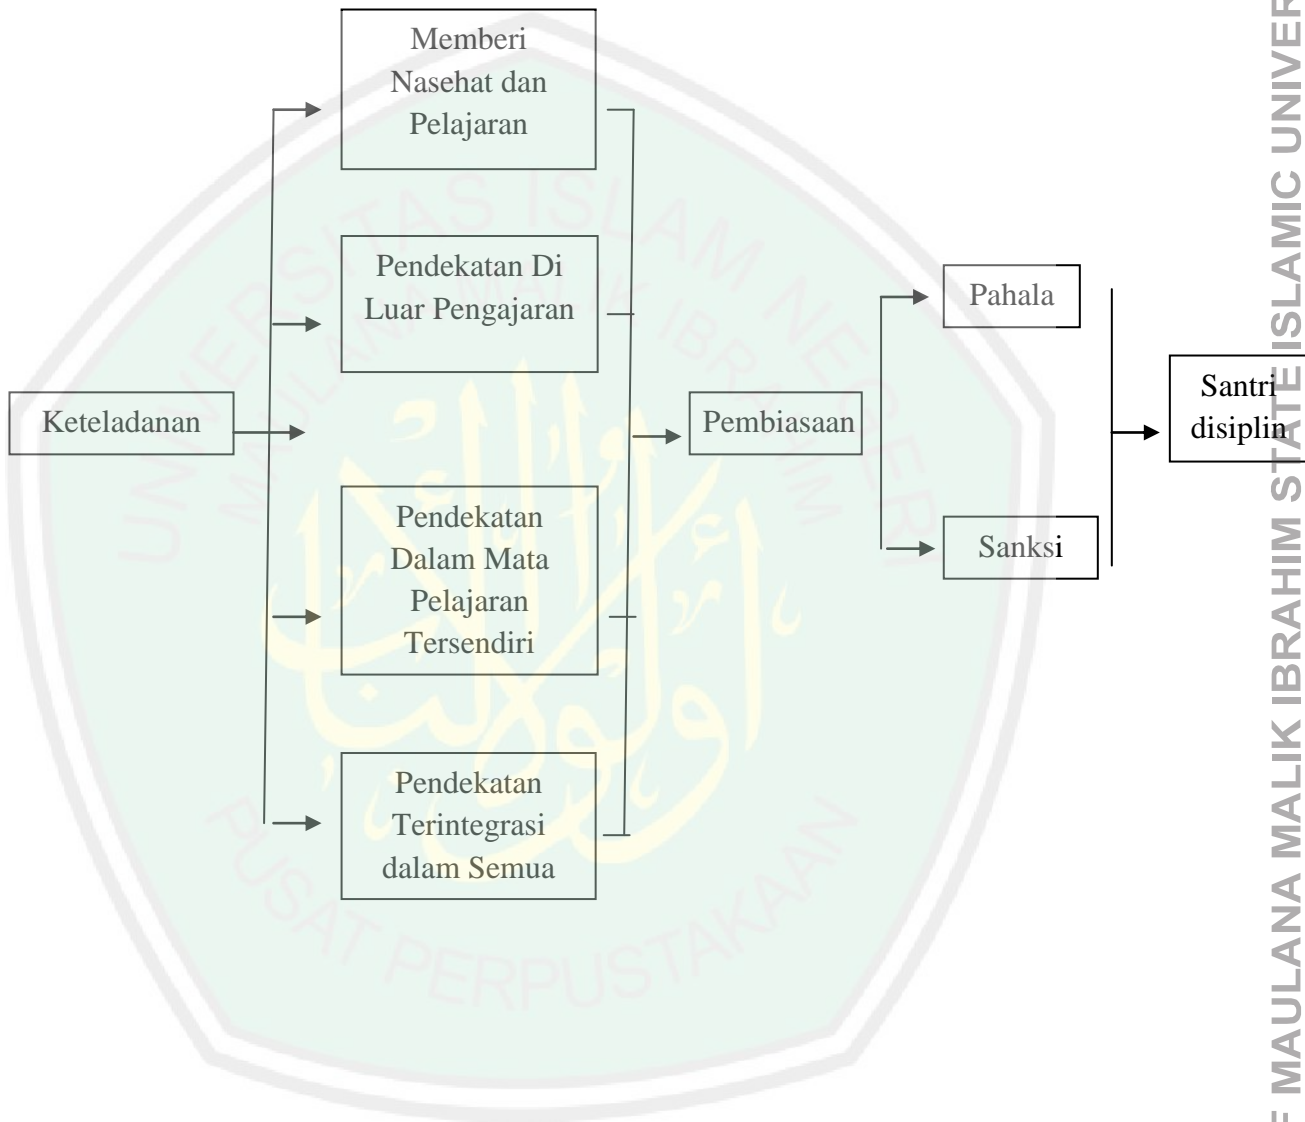 Memberi
Nasehat dan
Pelajaran
Pendekatan Di
Luar Pengajaran
Keteladanan
Pendekatan
Dalam Mata
Pelajaran
Tersendiri
Pendekatan
Terintegrasi
dalam Semua
Pembiasaan
Pahala
Sanksi
Santri
disiplin
UNIVERSITAS ISLAM NEGERI
MAULANA MALIK IBRAHIM
PUSAT PERPUSTAKAAN
F MAULANA MALIK IBRAHIM STATE ISLAMIC UNIVER